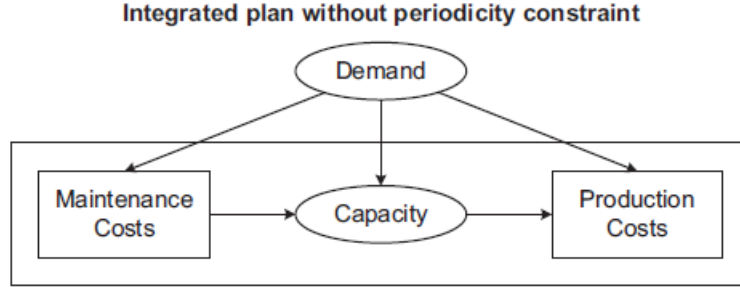 Integrated plan without periodicity constraint
Demand
Maintenance
Costs
Capacity
Production
Costs